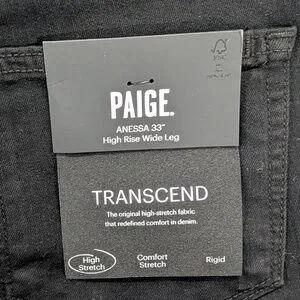 FSC
PAIGE.
ANESSA 33"
High Rise Wide Leg
TRANSCEND
The original high-stretch fabric
that redefined comfort in denim.
High
Stretch
Comfort
Stretch
Rigid